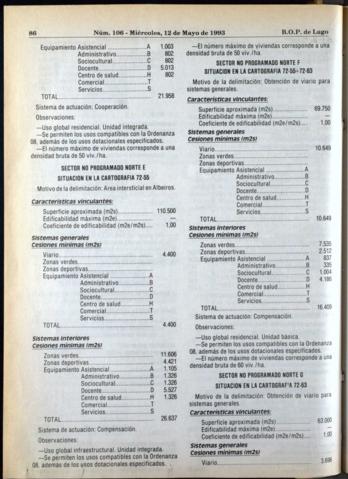 86 Núm. 106 - Miércoles, 12 de Mayo de 1993 B.O.P. de Lugo
Equipamiento Asistencial A 1.003
Administrativo B 802
Sociocultural C 802
Docente D 5.013
Centro de salud H 802
Comercial T
Servicios S
TOTAL 21.958
Sistema de actuación: Cooperación.
Observaciones:
—Uso global residencial. Unidad integrada.
—Se permiten los usos compatibles con la Ordenanza
08, además de los usos dotacionales especificados.
—El número máximo de viviendas corresponde a una
densidad bruta de 50 viv./ha.
SECTOR NO PROGRAMADO NORTE E
SITUACION EN LA CARTOGRAFIA 72-55
Motivo de la delimitación: Area intersticial en Albeiros.
Características vinculantes:
Superficie aproximada (m2s) 110.500
Edificabilidad máxima (m2e) —
Coeficiente de edificabilidad (m2e/m2s) 1,00
Sistemas generales
Cesiones mínimas (m2s)
Viario 4.400
Zonas verdes
Zonas deportivas
Equipamiento Asistencial A
Administrativo B
Sociocultural C
Docente D
Centro de salud H
Comercial T
Servicios S
TOTAL 4.400
Sistemas interiores
Cesiones mínimas (m2s)
Zonas verdes 11.606
Zonas deportivas 4.421
Equipamiento Asistencial A 1.105
Administrativo B 1.326
Sociocultural C 1.326
Docente D 5.527
Centro de salud H 1.326
Comercial T
Servicios S
TOTAL 26.637
Sistema de actuación: Compensación.
Observaciones:
—Uso global infraestructural. Unidad integrada.
—Se permiten los usos compatibles con la Ordenanza
08, además de los usos dotacionales especificados.
—El número máximo de viviendas corresponde a una
densidad bruta de 50 viv./ha.
SECTOR NO PROGRAMADO NORTE F
SITUACION EN LA CARTOGRAFIA 72-55÷72-63
Motivo de la delimitación: Obtención de viario para
sistemas generales.
Características vinculantes:
Superficie aproximada (m2s) 69.750
Edificabilidad máxima (m2e) —
Coeficiente de edificabilidad (m2e/m2s) 1,00
Sistemas generales
Cesiones mínimas (m2s)
Viario 10.649
Zonas verdes
Zonas deportivas
Equipamiento Asistencial A
Administrativo B
Sociocultural C
Docente D
Centro de salud H
Comercial T
Servicios S
TOTAL 10.649
Sistemas interiores
Cesiones mínimas (m2s)
Zonas verdes 7.535
Zonas deportivas 2.512
Equipamiento Asistencial A 837
Administrativo B 335
Sociocultural C 1.004
Docente D 4.186
Centro de salud H
Comercial T
Servicios S
TOTAL 16.409
Sistema de actuación: Compensación.
Observaciones:
—Uso global residencial. Unidad básica.
—Se permiten los usos compatibles con la Ordenanza
08, además de los usos dotacionales especificados.
—El número máximo de viviendas corresponde a una
densidad bruta de 60 viv./ha.
SECTOR NO PROGRAMADO NORTE G
SITUACION EN LA CARTOGRAFIA 72-63
Motivo de la delimitación: Obtención de viario para
sistemas generales.
Características vinculantes:
Superficie aproximada (m2s) 63.000
Edificabilidad máxima (m2e) —
Coeficiente de edificabilidad (m2e/m2s) 1,00
Sistemas generales
Cesiones mínimas (m2s)
Viario